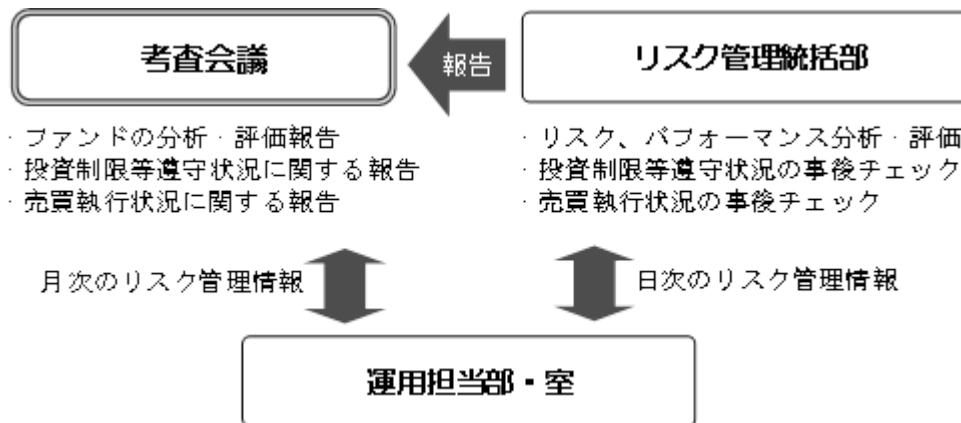 考査会議
報告
リスク管理統括部
・ファンドの分析・評価報告
・投資制限等遵守状況に関する報告
・売買執行状況に関する報告
・リスク、パフォーマンス分析・評価
・投資制限等遵守状況の事後チェック
・売買執行状況の事後チェック
月次のリスク管理情報
日次のリスク管理情報
運用担当部・室